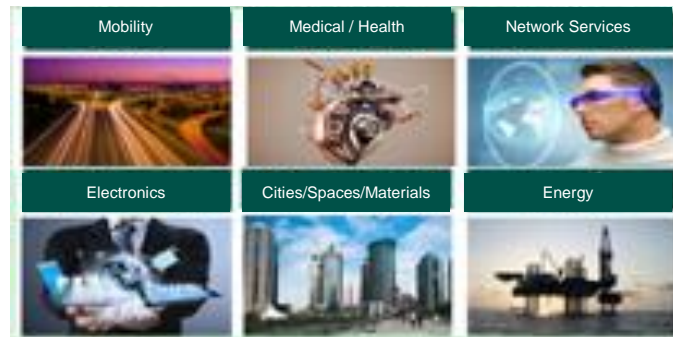 Mobility
Medical / Health
Network Services
Electronics
Cities/Spaces/Materials
Energy